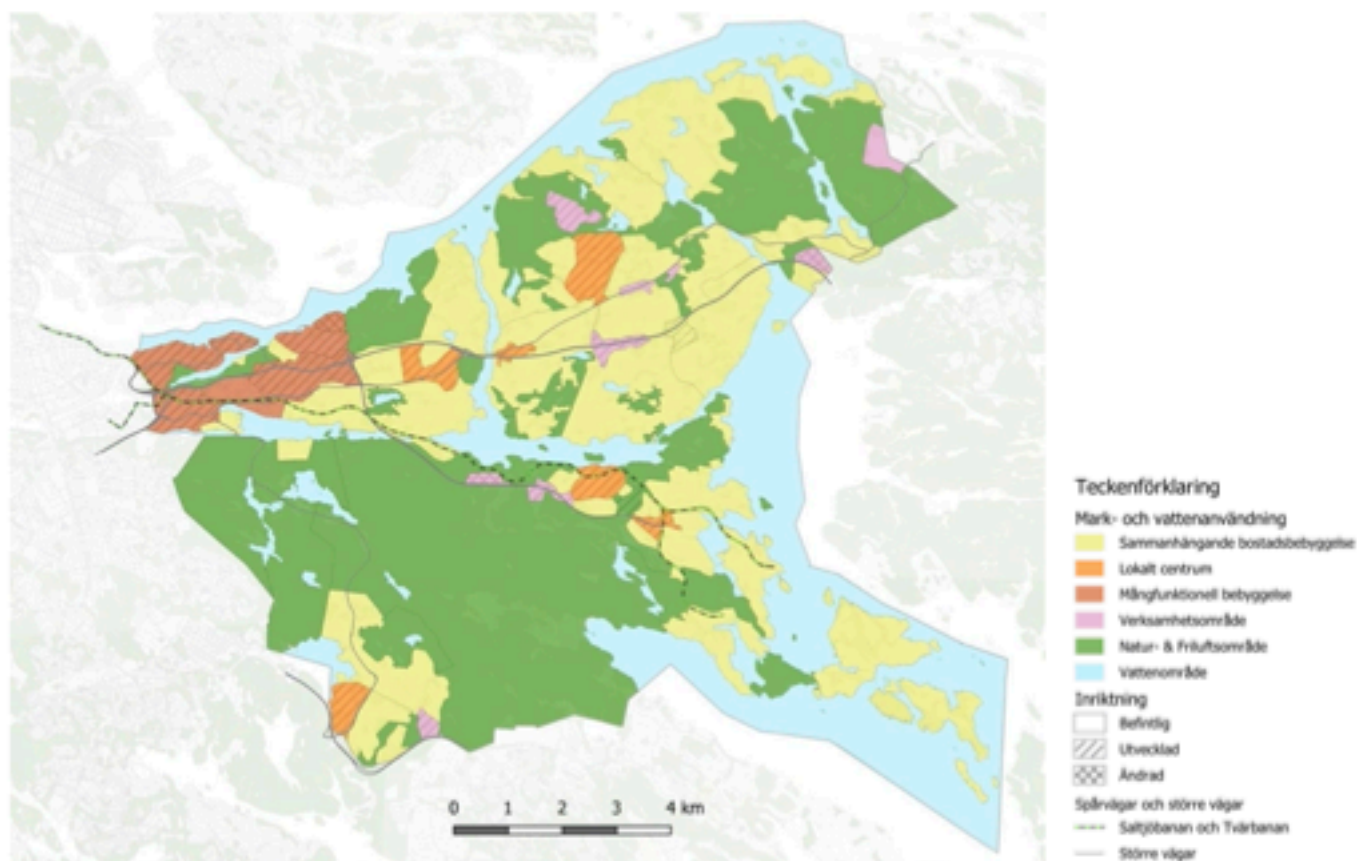 Teckenförklaring
Mark- och vattenanvändning
Sammanhängande bostadsbebyggelse
Lokalt centrum
Mångfunktionell bebyggelse
Verksamhetsområde
Natur- & Friluftsområde
Vattenområde
Inriktning
Befintlig
Utvecklad
Ändrad
Spårvägar och större vägar
Saltjöbanan och Tvärbanan
Större vägar
0 1 2 3 4 km